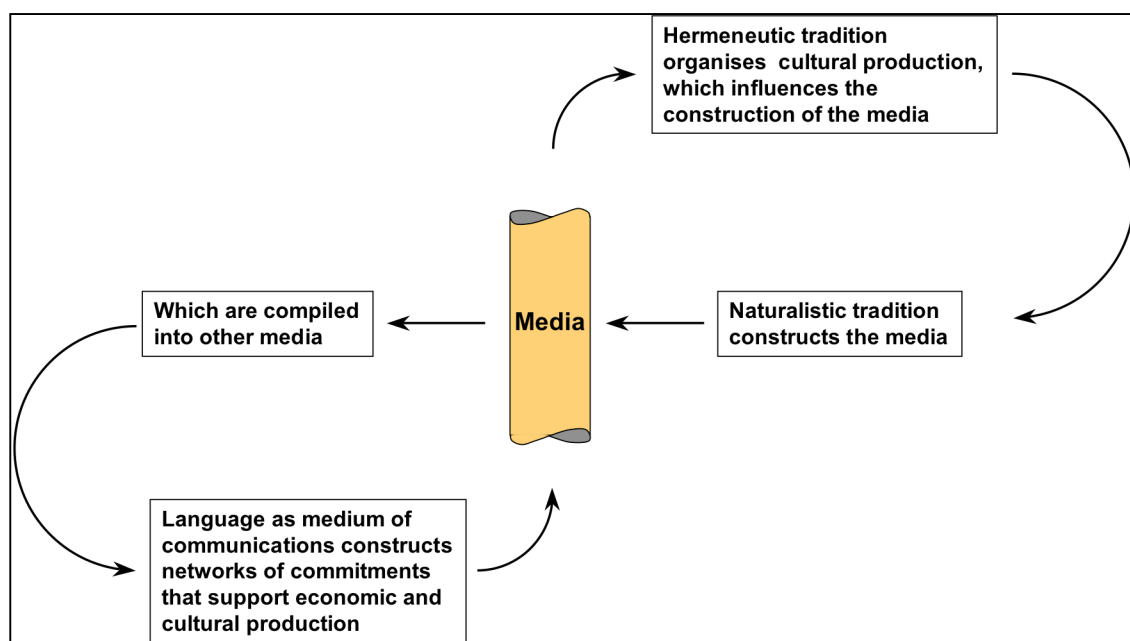 Hermeneutic tradition
organises cultural production,
which influences the
construction of the media
Which are compiled
into other media
Media
Naturalistic tradition
constructs the media
Language as medium of
communications constructs
networks of commitments
that support economic and
cultural production